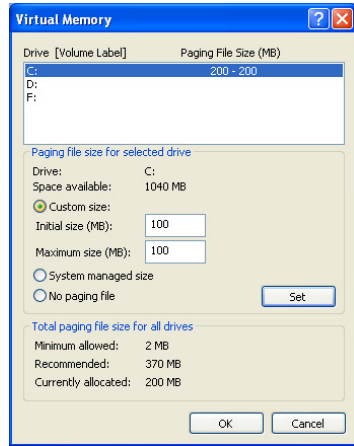 Virtual Memory
Drive [Volume Label] Paging File Size (MB)
C: 200 - 200
D:
F:
Paging file size for selected drive
Drive: C:
Space available: 1040 MB
Custom size:
Initial size (MB): 100
Maximum size (MB): 100
System managed size
No paging file Set
Total paging file size for all drives
Minimum allowed: 2 MB
Recommended: 370 MB
Currently allocated: 200 MB
OK Cancel